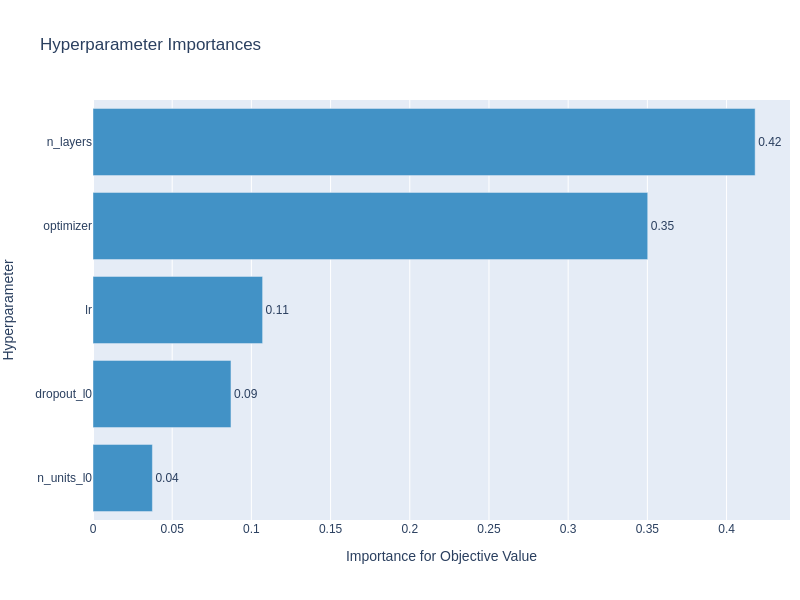 Hyperparameter Importances
Hyperparameter
n_layers 0.42
optimizer 0.35
lr 0.11
dropout_l0 0.09
n_units_l0 0.04
0 0.05 0.1 0.15 0.2 0.25 0.3 0.35 0.4
Importance for Objective Value